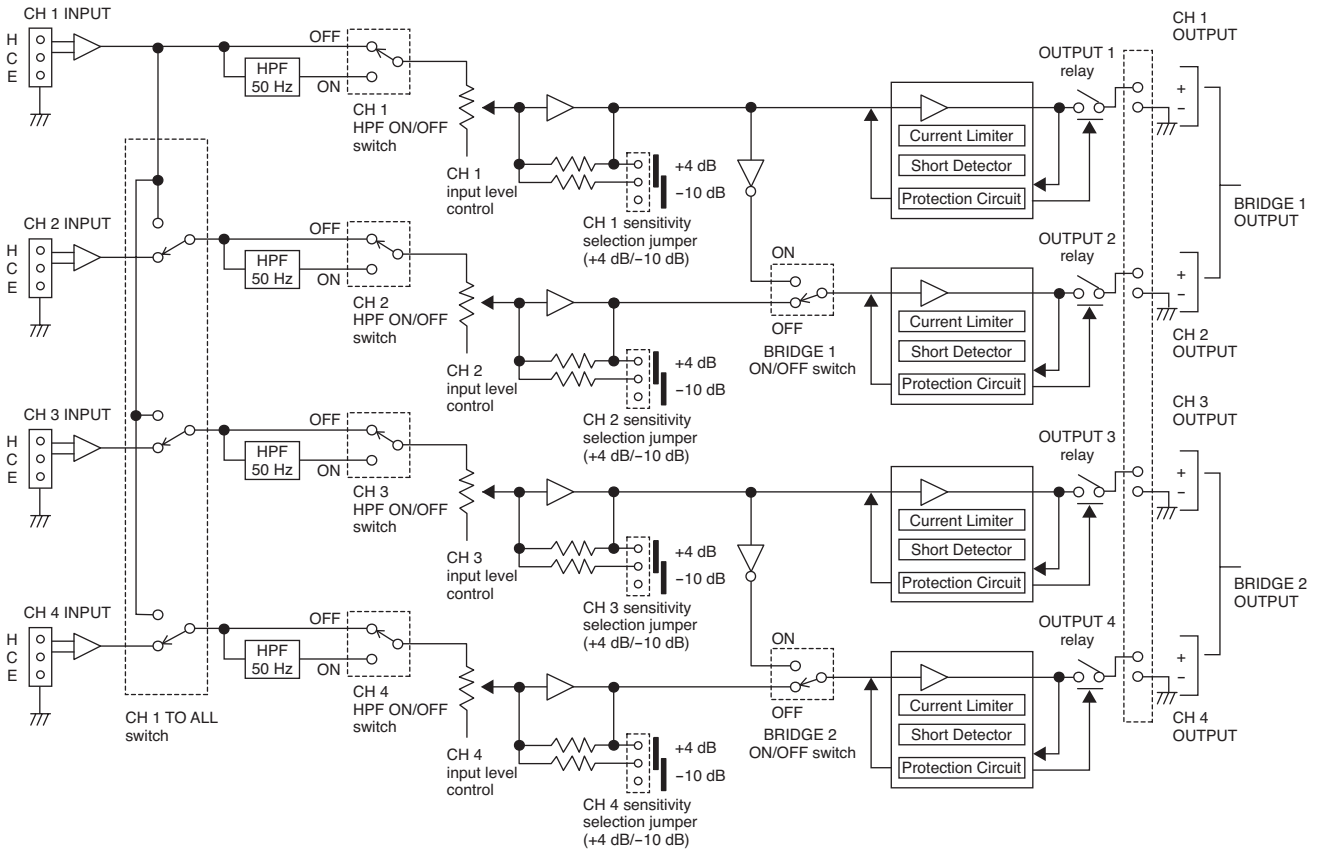 CH 1 INPUT
H
C
E
OFF
HPF
50 Hz
ON
CH 1
HPF ON/OFF
switch
CH 1
input level
control
+4 dB
−10 dB
CH 1 sensitivity
selection jumper
(+4 dB/−10 dB)
Current Limiter
Short Detector
Protection Circuit
OUTPUT 1
relay
CH 1
OUTPUT
+
−
BRIDGE 1
OUTPUT
CH 2 INPUT
H
C
E
OFF
HPF
50 Hz
ON
CH 2
HPF ON/OFF
switch
CH 2
input level
control
+4 dB
−10 dB
CH 2 sensitivity
selection jumper
(+4 dB/−10 dB)
ON
OFF
BRIDGE 1
ON/OFF switch
Current Limiter
Short Detector
Protection Circuit
OUTPUT 2
relay
+
−
CH 2
OUTPUT
CH 3 INPUT
H
C
E
OFF
HPF
50 Hz
ON
CH 3
HPF ON/OFF
switch
CH 3
input level
control
+4 dB
−10 dB
CH 3 sensitivity
selection jumper
(+4 dB/−10 dB)
Current Limiter
Short Detector
Protection Circuit
OUTPUT 3
relay
CH 3
OUTPUT
+
−
BRIDGE 2
OUTPUT
CH 4 INPUT
H
C
E
CH 1 TO ALL
switch
OFF
HPF
50 Hz
ON
CH 4
HPF ON/OFF
switch
CH 4
input level
control
+4 dB
−10 dB
CH 4 sensitivity
selection jumper
(+4 dB/−10 dB)
ON
OFF
BRIDGE 2
ON/OFF switch
Current Limiter
Short Detector
Protection Circuit
OUTPUT 4
relay
+
−
CH 4
OUTPUT